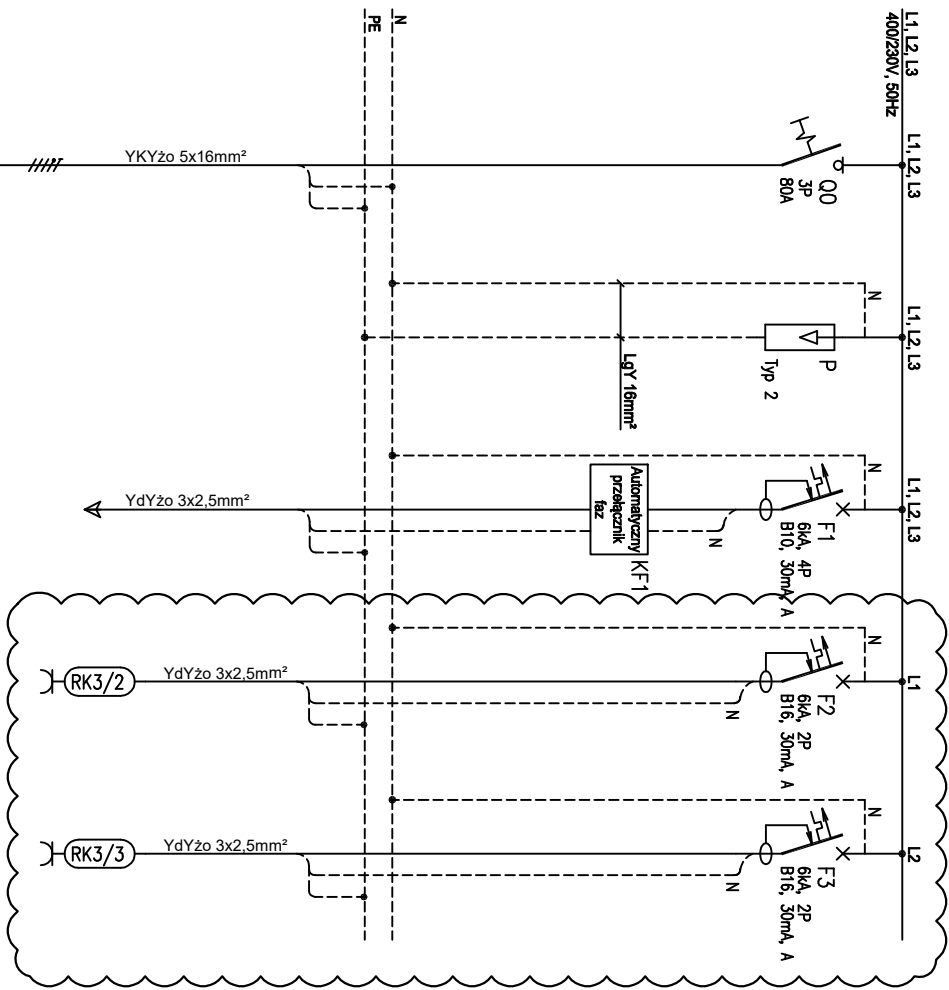 L1, L2, L3
400/230V, 50Hz
L1, L2, L3
Q0
3P
80A
YKYżo 5x16mm²
N
PE
L1, L2, L3
N
P
Typ 2
LgY 16mm²
L1, L2, L3
N
F1
6kA, 4P
B10, 30mA, A
N
KF1
Automatyczny
przełącznik
faz
YdYżo 3x2,5mm²
L1
N
F2
6kA, 2P
B16, 30mA, A
N
YdYżo 3x2,5mm²
RK3/2
L2
N
F3
6kA, 2P
B16, 30mA, A
N
YdYżo 3x2,5mm²
RK3/3